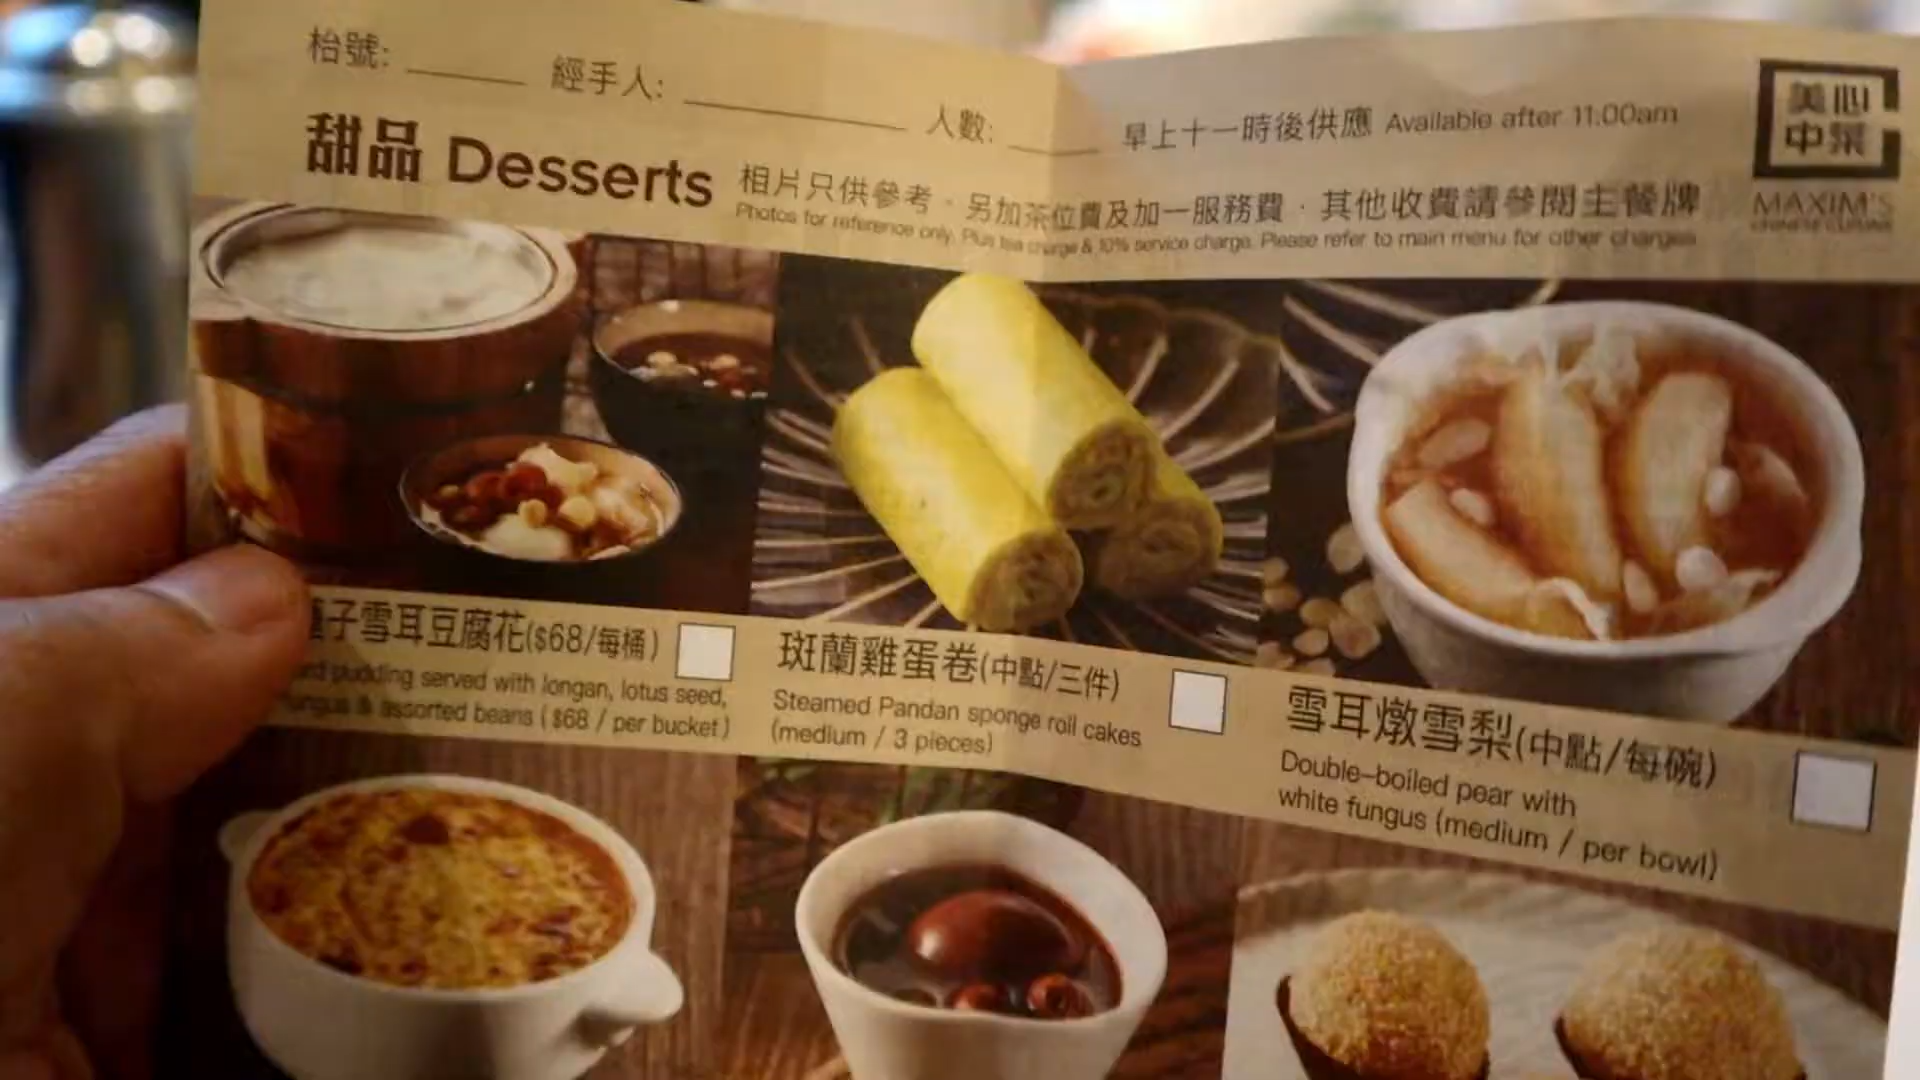 枱號:
經手人:
人數:
早上十一時後供應 Available after 11:00am
美心
中菜
MAXIM'S
CHINESE CUISINE
甜品 Desserts
相片只供參考。另加茶位費及加一服務費。其他收費請參閱主餐牌
Photos for reference only. Plus tea charge & 10% service charge. Please refer to main menu for other charges
子雪耳豆腐花($68/每桶)
pudding served with longan, lotus seed,
fungus & assorted beans ($68 / per bucket)
斑蘭雞蛋卷(中點/三件)
Steamed Pandan sponge roll cakes
(medium / 3 pieces)
雪耳燉雪梨(中點/每碗)
Double-boiled pear with
white fungus (medium / per bowl)